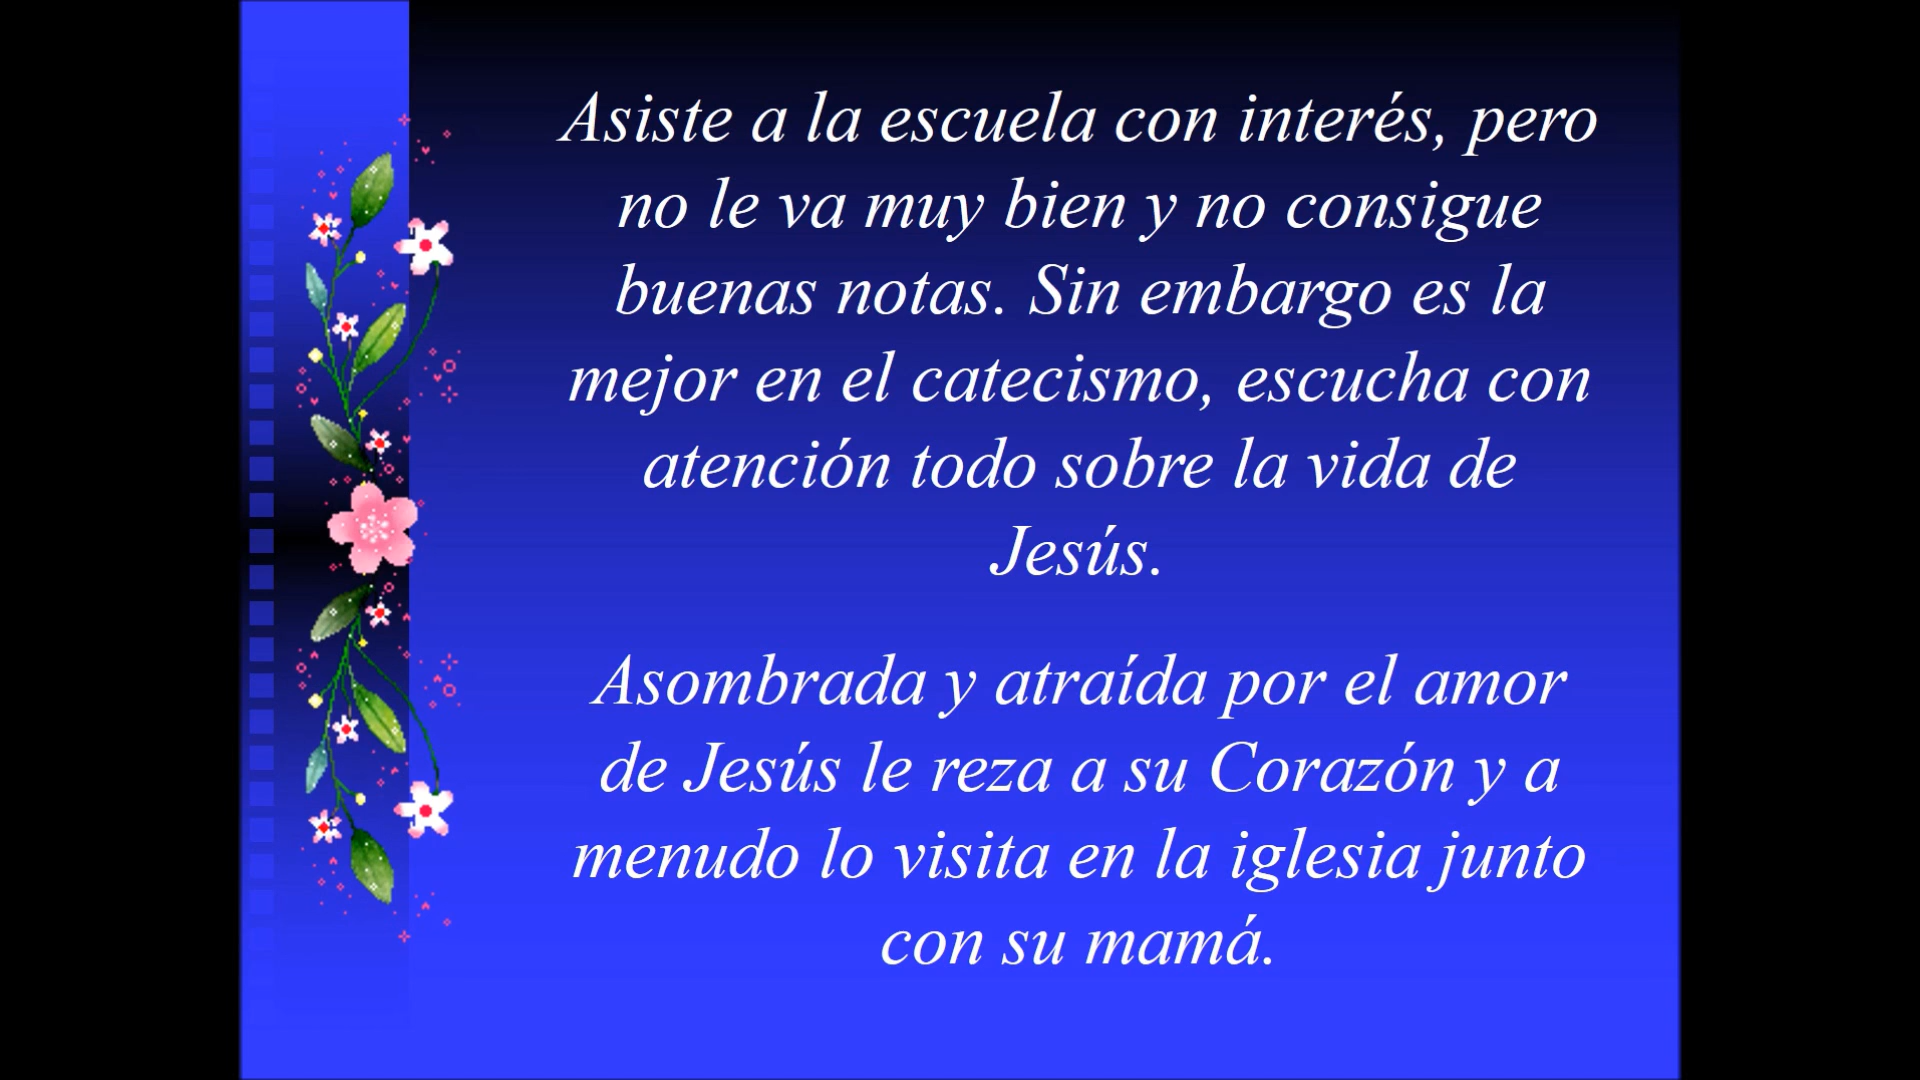 Asiste a la escuela con interés, pero
no le va muy bien y no consigue
buenas notas. Sin embargo es la
mejor en el catecismo, escucha con
atención todo sobre la vida de
Jesús.
Asombrada y atraída por el amor
de Jesús le reza a su Corazón y a
menudo lo visita en la iglesia junto
con su mamá.